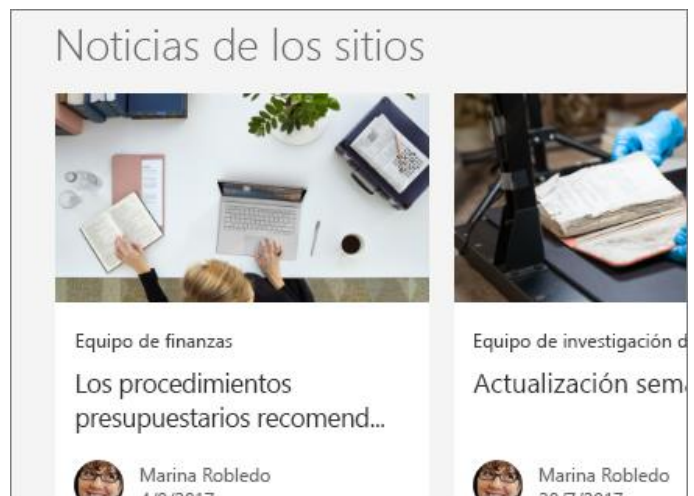 Noticias de los sitios
Equipo de finanzas
Los procedimientos
presupuestarios recomend...
Marina Robledo
Equipo de investigación d
Actualización sem
Marina Robledo